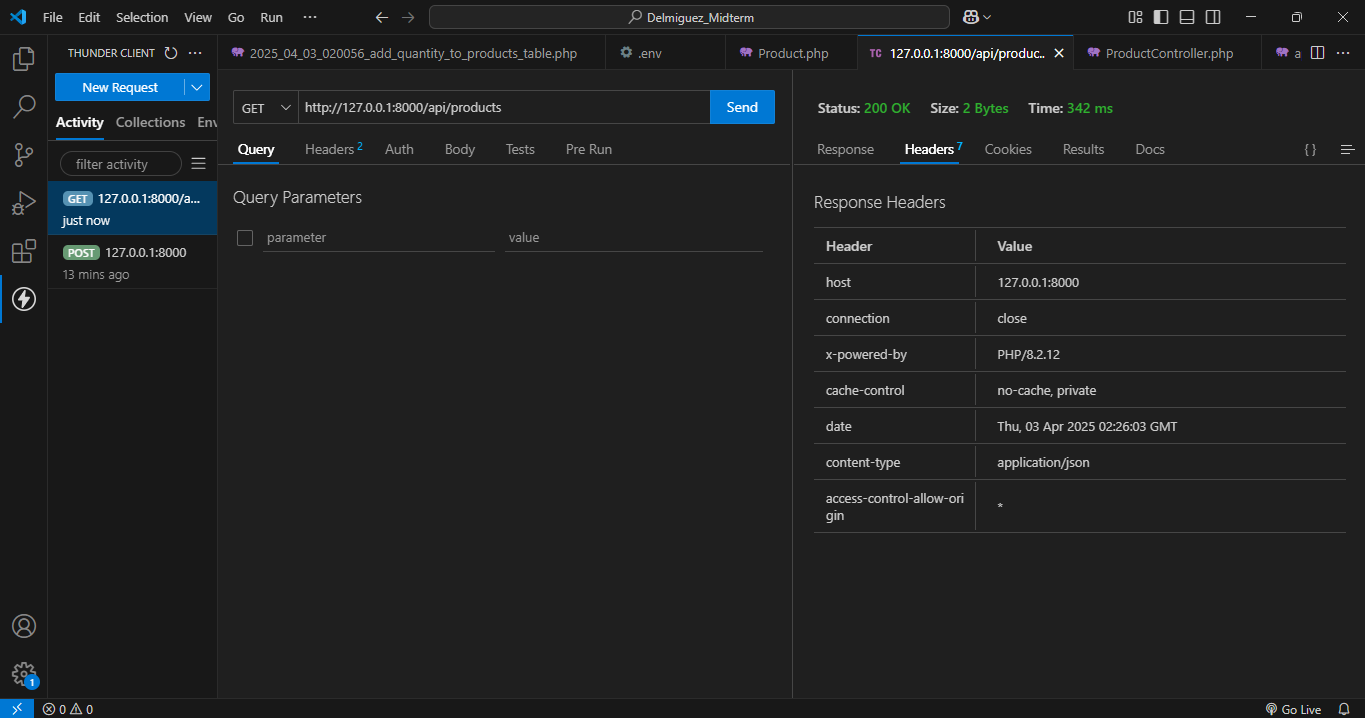 File Edit Selection View Go Run ··· Delmiguez_Midterm
THUNDER CLIENT ···
2025_04_03_020056_add_quantity_to_products_table.php .env Product.php TC 127.0.0.1:8000/api/produc... ProductController.php a ···
New Request
Activity Collections Env
filter activity
GET 127.0.0.1:8000/a...
just now
POST 127.0.0.1:8000
13 mins ago
GET http://127.0.0.1:8000/api/products Send
Query Headers 2 Auth Body Tests Pre Run
Query Parameters
parameter value
Status: 200 OK Size: 2 Bytes Time: 342 ms
Response Headers 7 Cookies Results Docs { }
Response Headers
Header Value
host 127.0.0.1:8000
connection close
x-powered-by PHP/8.2.12
cache-control no-cache, private
date Thu, 03 Apr 2025 02:26:03 GMT
content-type application/json
access-control-allow-ori
gin *
1
0 0 Go Live